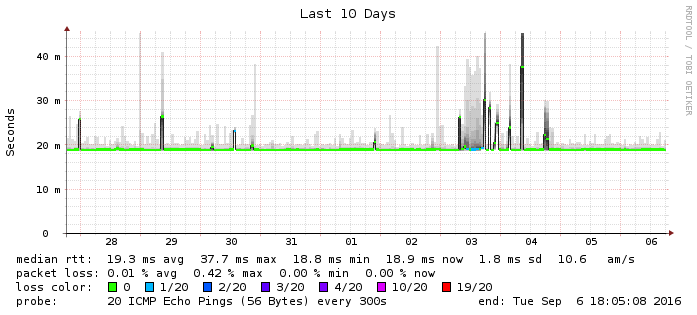 Last 10 Days
RRDTOOL / TOBI OETIKER
Seconds
40 m
30 m
20 m
10 m
0
28 29 30 31 01 02 03 04 05 06
median rtt: 19.3 ms avg 37.7 ms max 18.8 ms min 18.9 ms now 1.8 ms sd 10.6 am/s
packet loss: 0.01 % avg 0.42 % max 0.00 % min 0.00 % now
loss color: 0 1/20 2/20 3/20 4/20 10/20 19/20
probe: 20 ICMP Echo Pings (56 Bytes) every 300s end: Tue Sep 6 18:05:08 2016